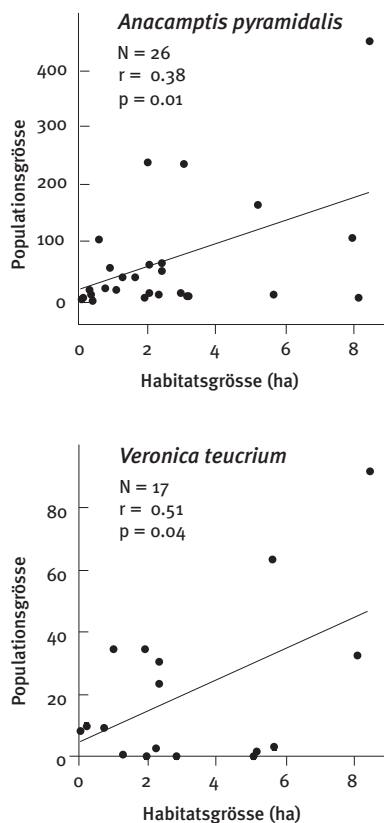 Anacamptis pyramidalis
N = 26
r = 0.38
p = 0.01
Populationsgrösse
400
300
200
100
0
0 2 4 6 8
Habitatsgrösse (ha)
Veronica teucrium
N = 17
r = 0.51
p = 0.04
Populationsgrösse
80
60
40
20
0
0 2 4 6 8
Habitatsgrösse (ha)